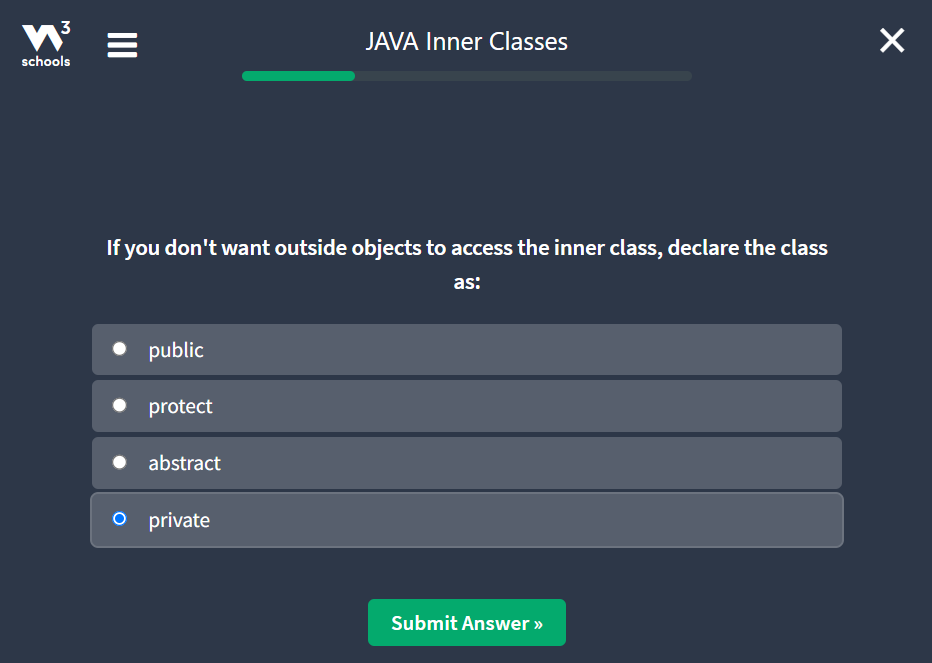 3
schools
JAVA Inner Classes
If you don't want outside objects to access the inner class, declare the class
as:
public
protect
abstract
private
Submit Answer »